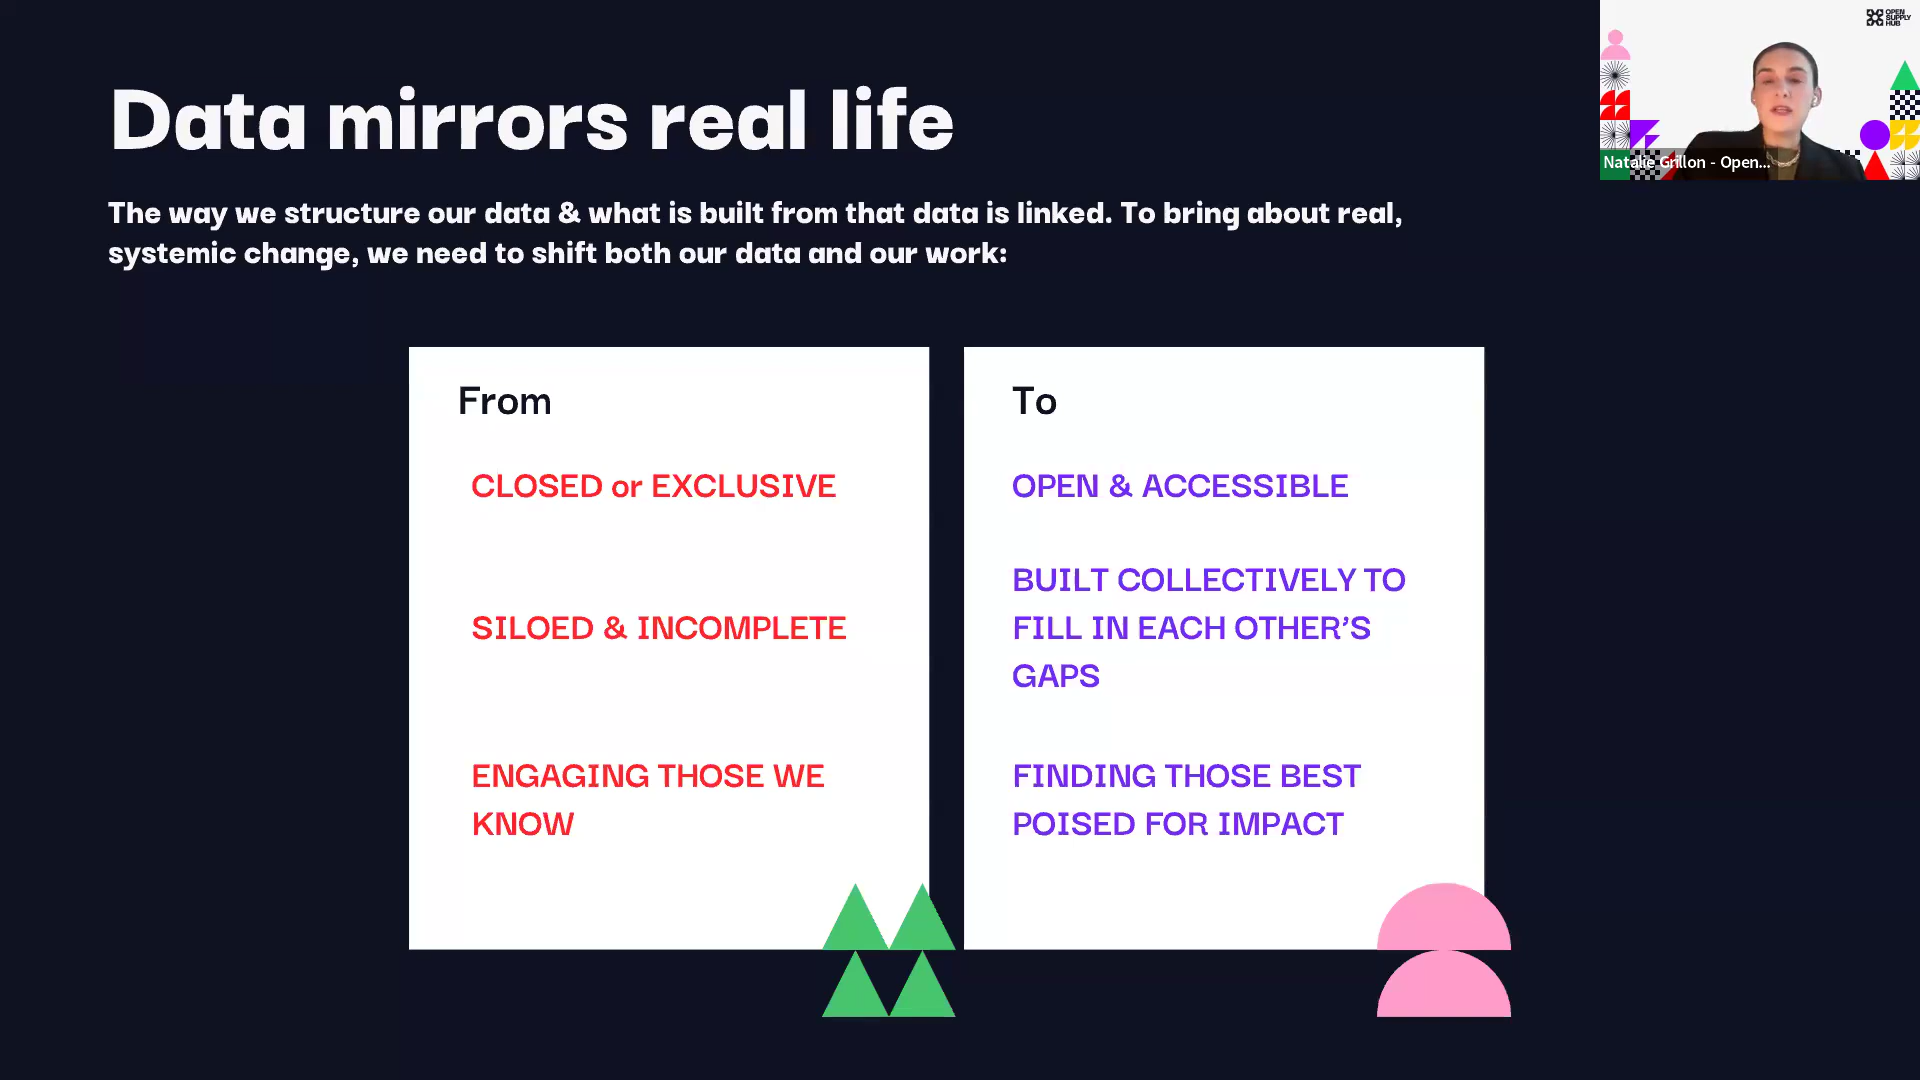 OPEN
SUPPLY
HUB
Natalie Grillon - Open...
Data mirrors real life
The way we structure our data & what is built from that data is linked. To bring about real,
systemic change, we need to shift both our data and our work:
From
CLOSED or EXCLUSIVE
SILOED & INCOMPLETE
ENGAGING THOSE WE
KNOW
To
OPEN & ACCESSIBLE
BUILT COLLECTIVELY TO
FILL IN EACH OTHER’S
GAPS
FINDING THOSE BEST
POISED FOR IMPACT